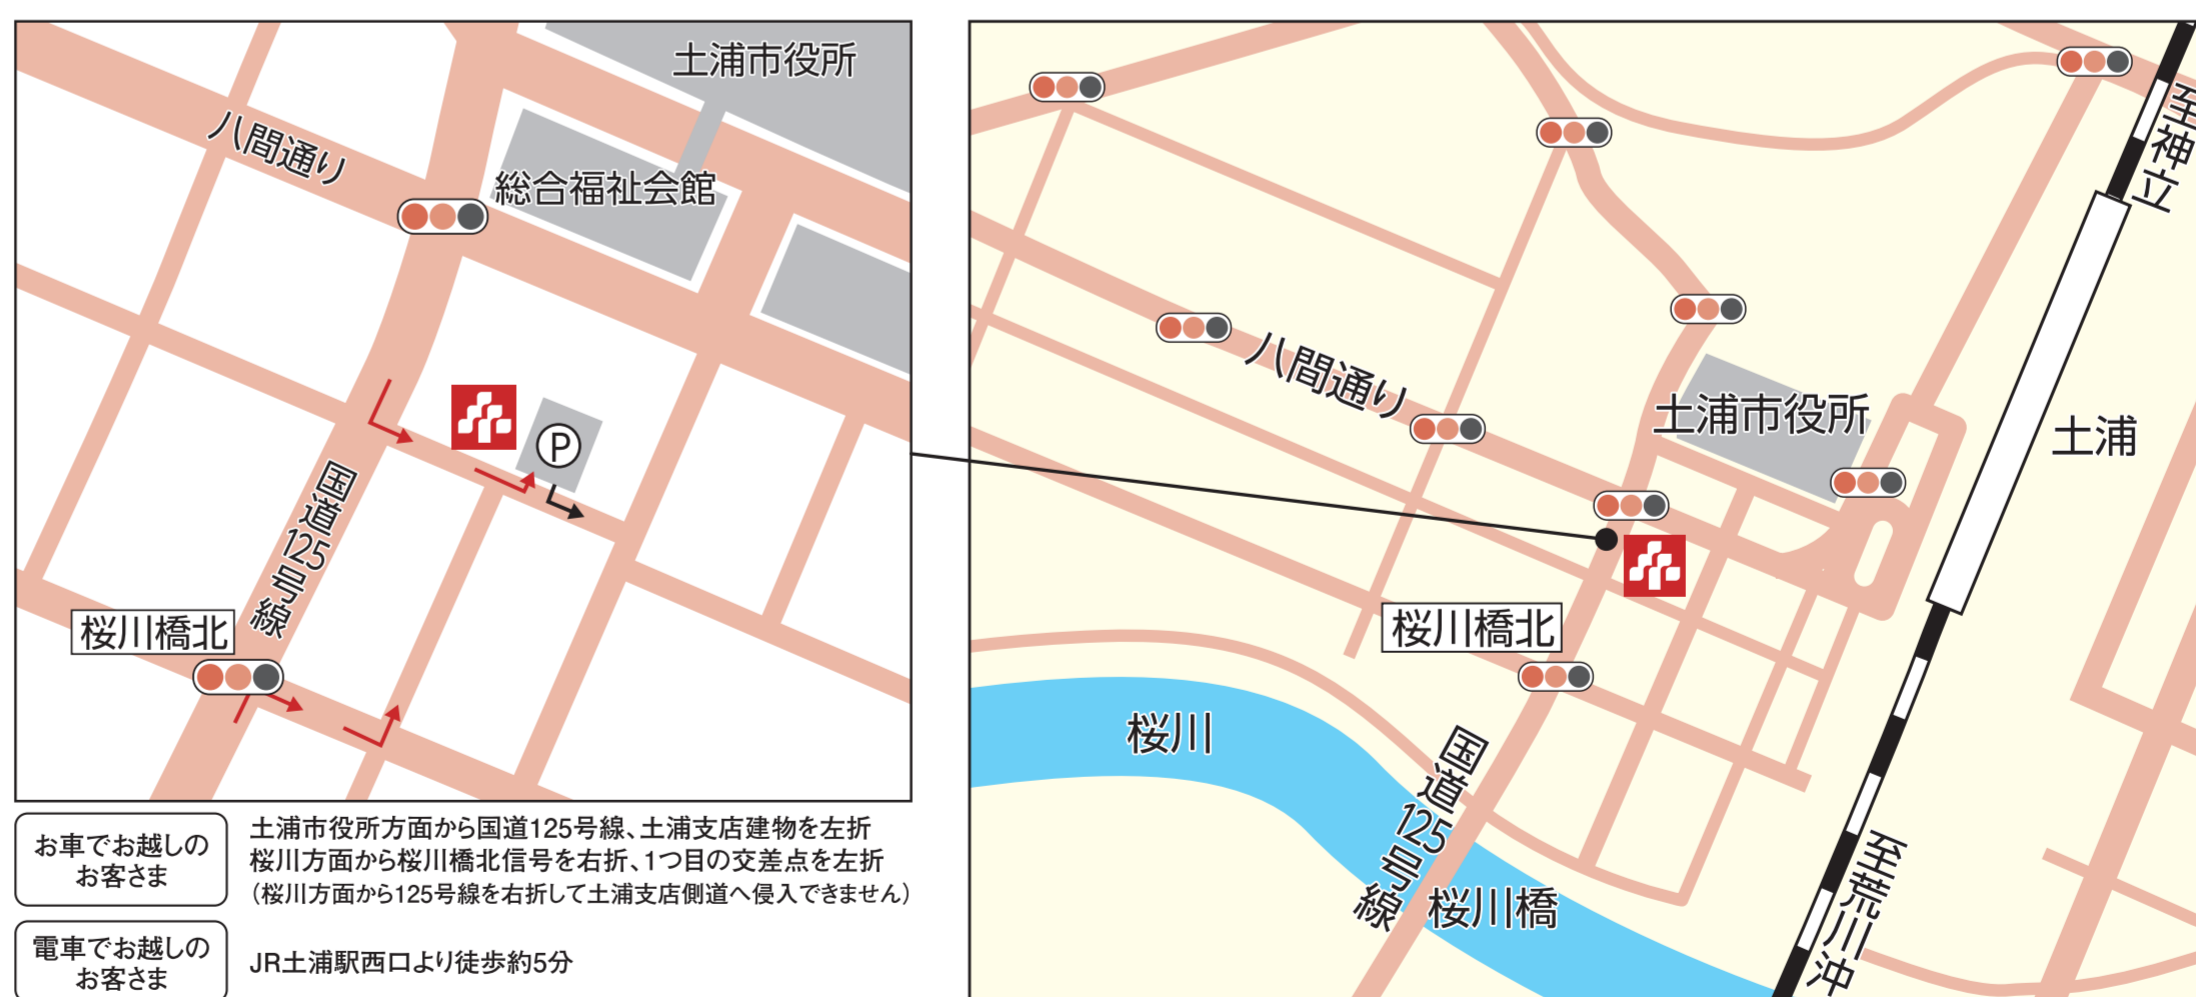 土浦市役所
八間通り
総合福祉会館
P
国道125号線
桜川橋北
至神立
八間通り
土浦市役所
土浦
桜川橋北
桜川
国道125号線
桜川橋
至荒川沖
お車でお越しの
お客さま
土浦市役所方面から国道125号線、土浦支店建物を左折
桜川方面から桜川橋北信号を右折、1つ目の交差点を左折
（桜川方面から125号線を右折して土浦支店側道へ侵入できません）
電車でお越しの
お客さま
JR土浦駅西口より徒歩約5分